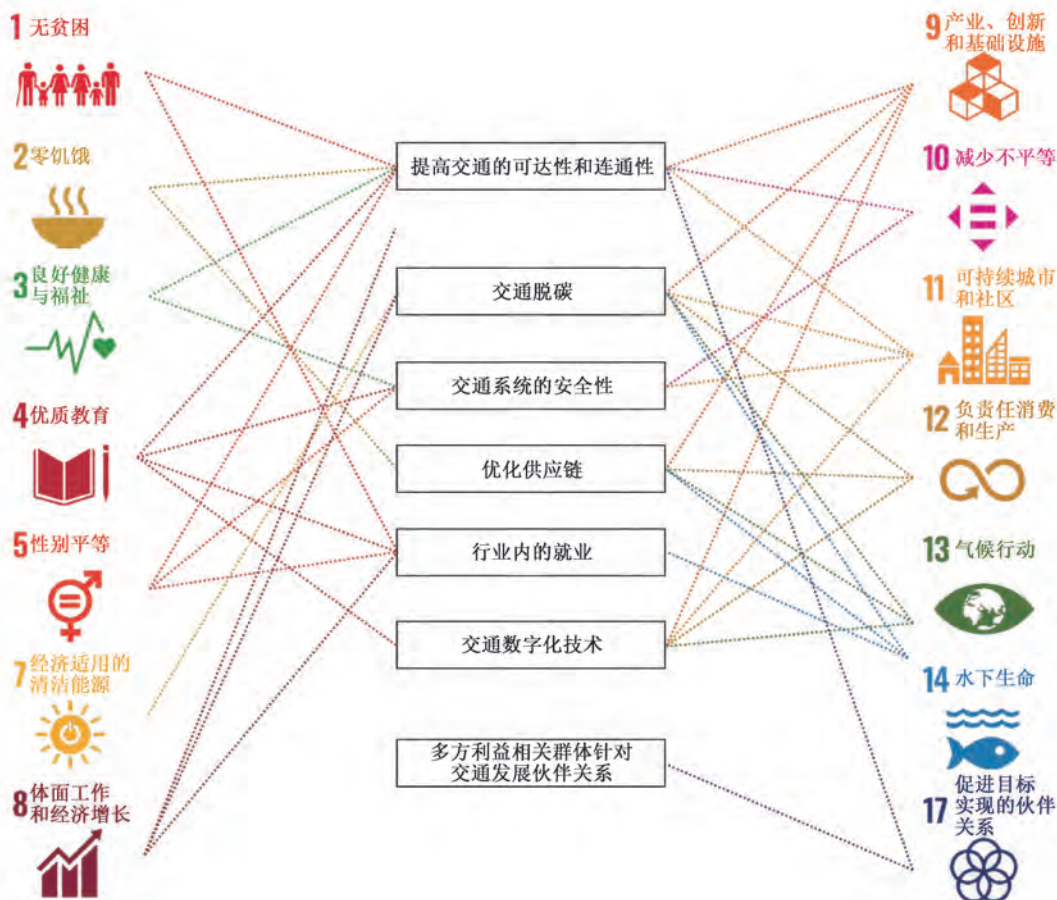 1 无贫困
2 零饥饿
3 良好健康
与福祉
4 优质教育
5 性别平等
7 经济适用的
清洁能源
8 体面工作
和经济增长
提高交通的可达性和连通性
交通脱碳
交通系统的安全性
优化供应链
行业内的就业
交通数字化技术
多方利益相关群体针对
交通发展伙伴关系
9 产业、创新
和基础设施
10 减少不平等
11 可持续城市
和社区
12 负责任消费
和生产
13 气候行动
14 水下生命
17 促进目标
实现的伙伴
关系